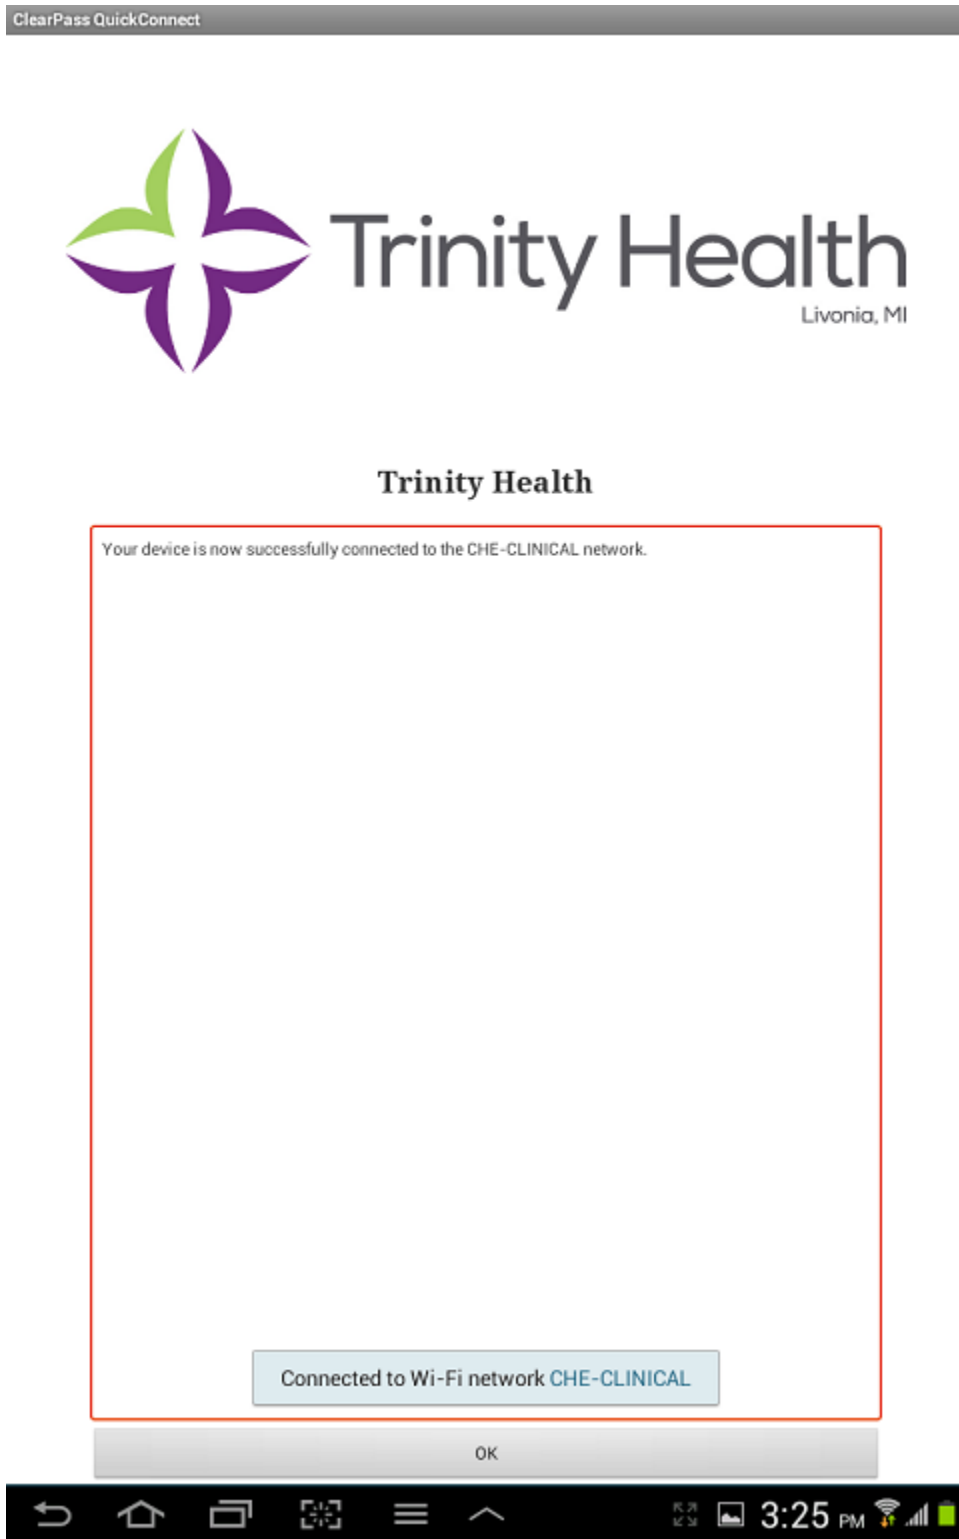 ClearPass QuickConnect
Trinity Health
Livonia, MI
Trinity Health
Your device is now successfully connected to the CHE-CLINICAL network.
Connected to Wi-Fi network CHE-CLINICAL
OK
3:25 PM